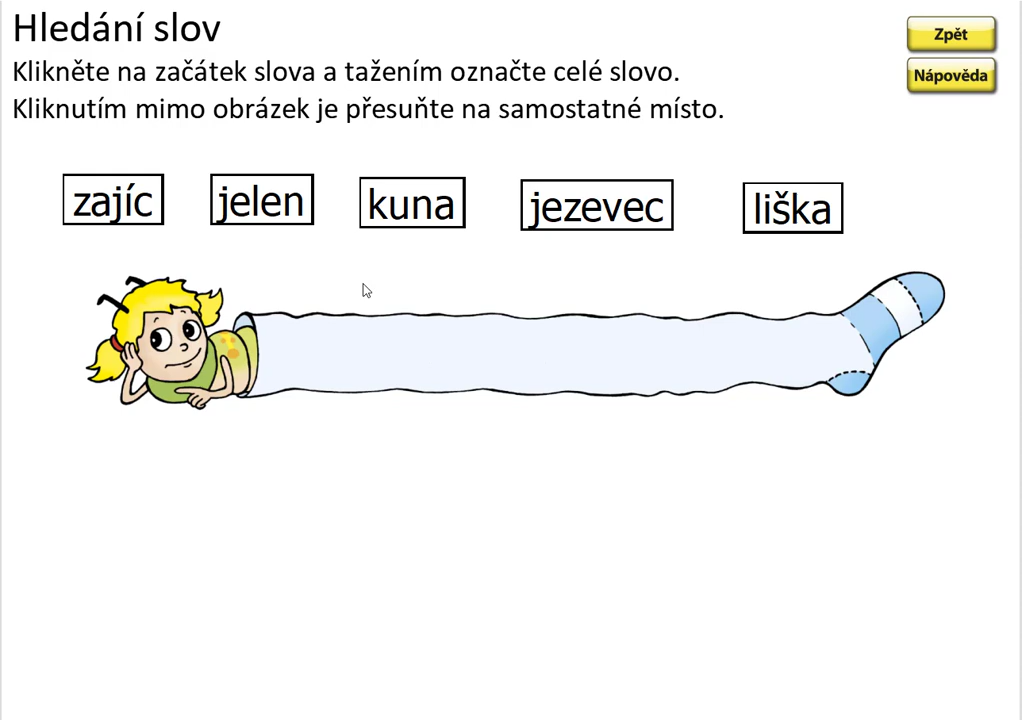 Hledání slov
Zpět
Klikněte na začátek slova a tažením označte celé slovo.
Nápověda
Kliknutím mimo obrázek je přesuňte na samostatné místo.
zajíc jelen kuna jezevec liška